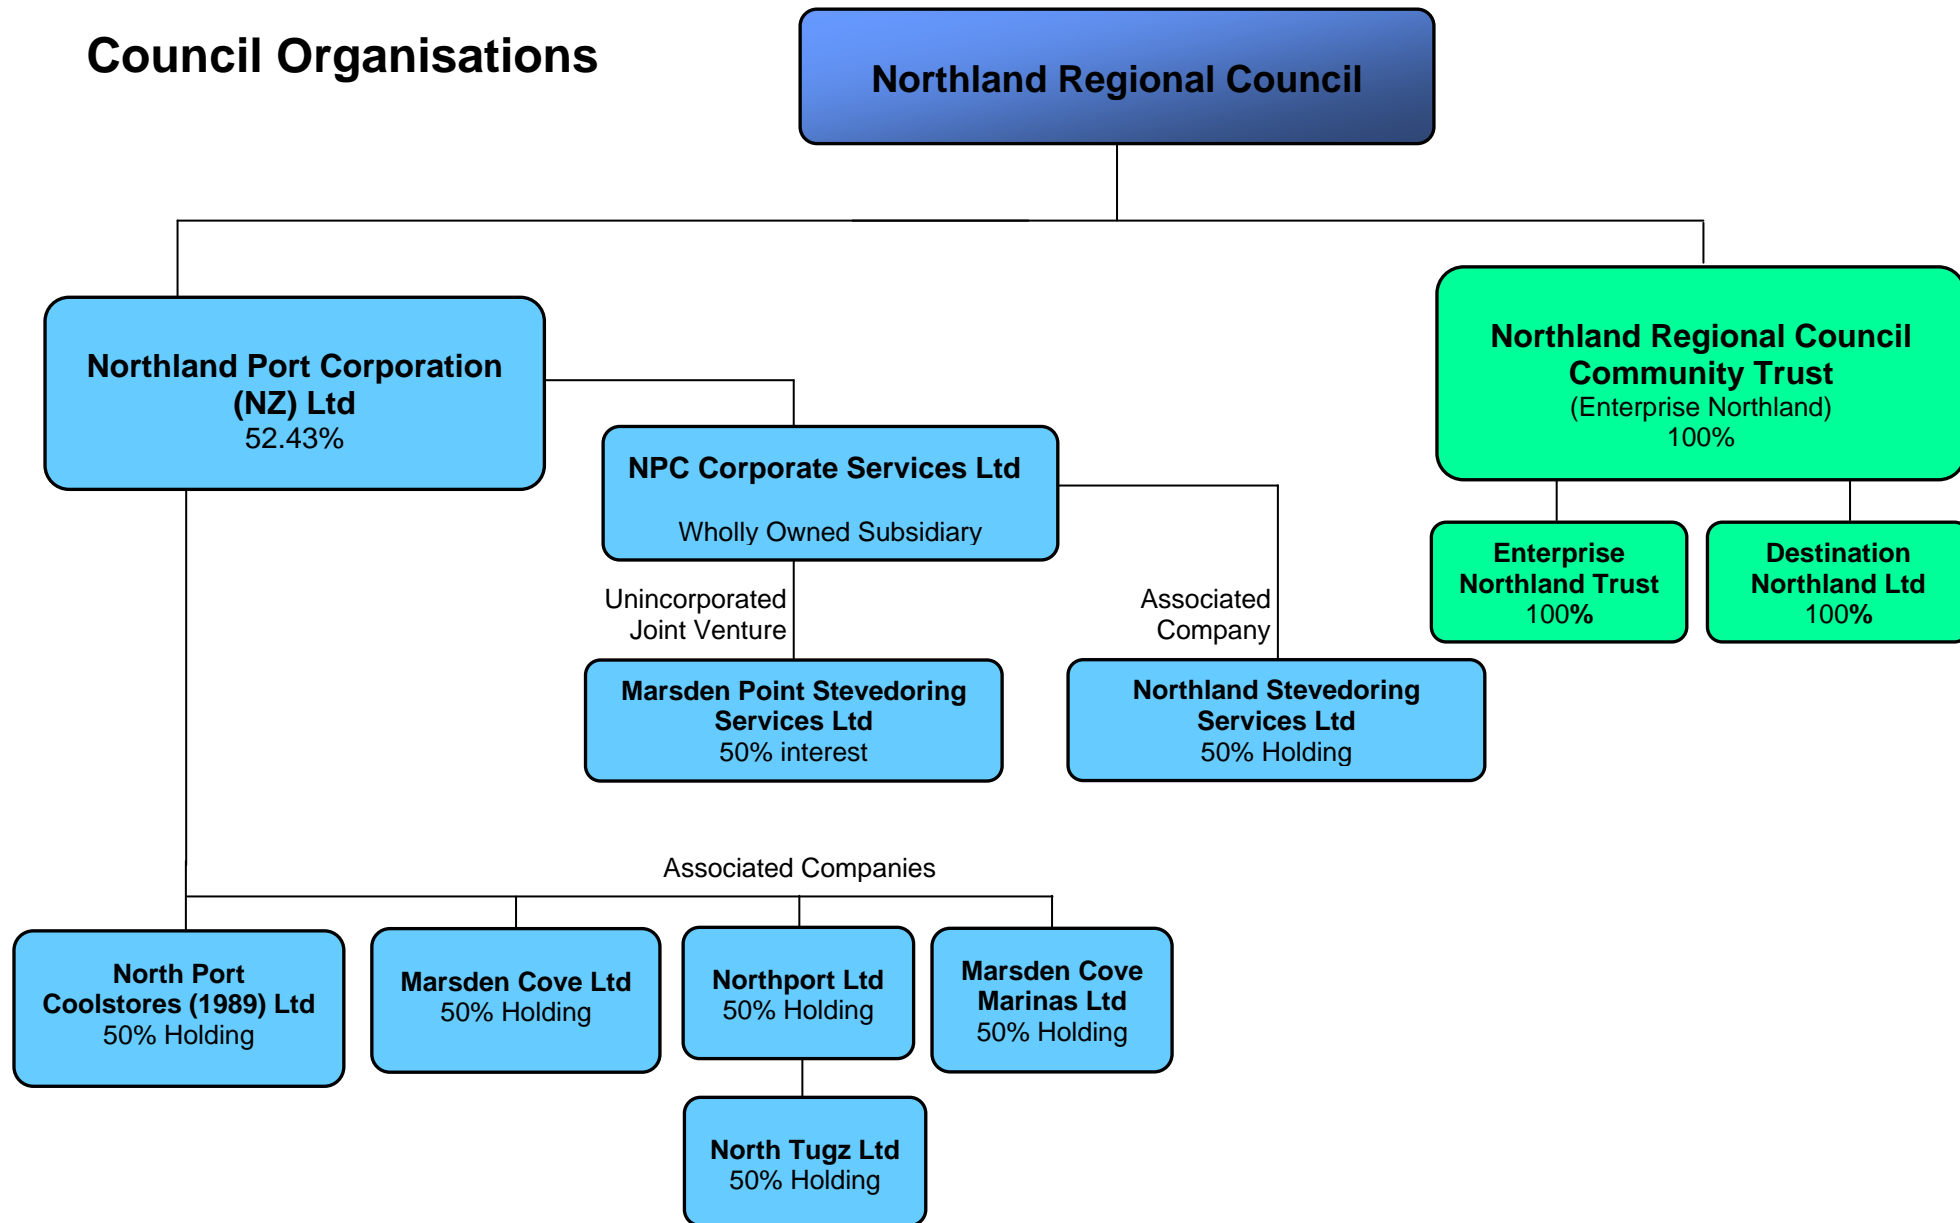 Council Organisations
Northland Regional Council
Northland Port Corporation
(NZ) Ltd
52.43%
NPC Corporate Services Ltd
Wholly Owned Subsidiary
Northland Regional Council
Community Trust
(Enterprise Northland)
100%
Enterprise
Northland Trust
100%
Destination
Northland Ltd
100%
Unincorporated
Joint Venture
Associated
Company
Marsden Point Stevedoring
Services Ltd
50% interest
Northland Stevedoring
Services Ltd
50% Holding
Associated Companies
North Port
Coolstores (1989) Ltd
50% Holding
Marsden Cove Ltd
50% Holding
Northport Ltd
50% Holding
Marsden Cove
Marinas Ltd
50% Holding
North Tugz Ltd
50% Holding